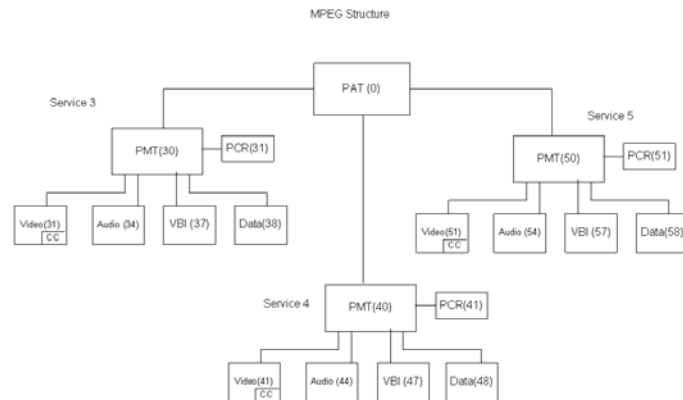 MPEG Structure
PAT (0)
Service 3
PMT(30)
PCR(31)
Video(31)
CC
Audio (34)
VBI (37)
Data(38)
Service 5
PMT(50)
PCR(51)
Video(51)
CC
Audio (54)
VBI (57)
Data(58)
Service 4
PMT(40)
PCR(41)
Video(41)
CC
Audio (44)
VBI (47)
Data(48)